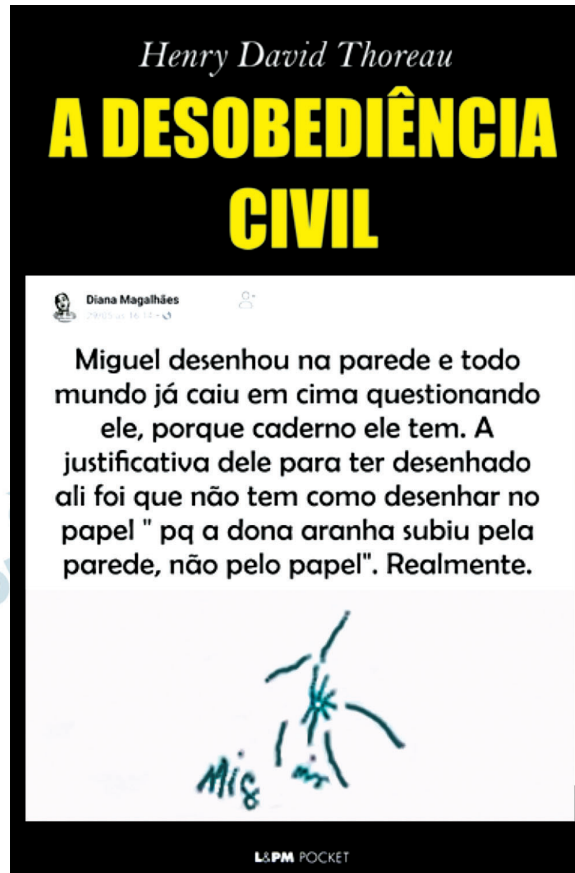 Henry David Thoreau
A DESOBEDIÊNCIA
CIVIL
Diana Magalhães
Miguel desenhou na parede e todo
mundo já caiu em cima questionando
ele, porque caderno ele tem. A
justificativa dele para ter desenhado
ali foi que não tem como desenhar no
papel " pq a dona aranha subiu pela
parede, não pelo papel". Realmente.
Mig
L&PM POCKET